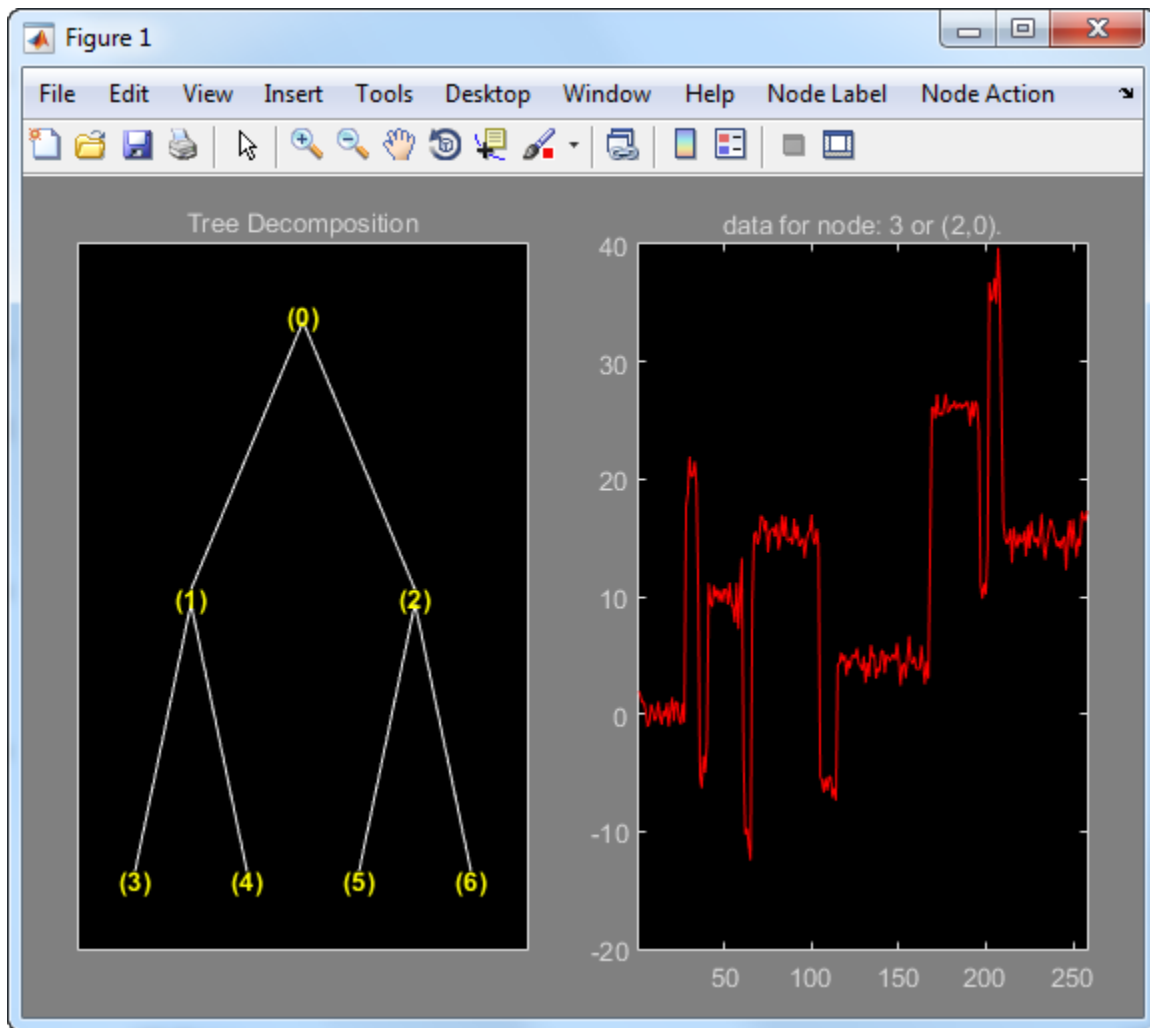 Figure 1
File Edit View Insert Tools Desktop Window Help Node Label Node Action
Tree Decomposition
(0)
(1) (2)
(3) (4) (5) (6)
data for node: 3 or (2,0).
40
30
20
10
0
-10
-20
50 100 150 200 250